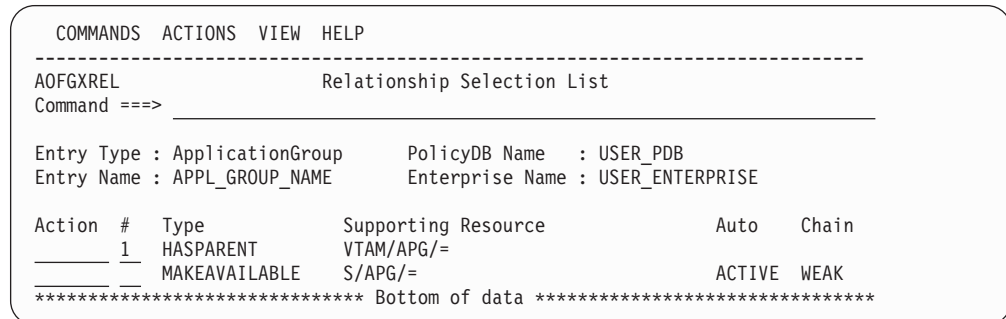 COMMANDS  ACTIONS  VIEW  HELP
------------------------------------------------------------------------------
AOFGXREL                   Relationship Selection List
Command ===>
Entry Type : ApplicationGroup      PolicyDB Name   : USER_PDB
Entry Name : APPL_GROUP_NAME       Enterprise Name : USER_ENTERPRISE
Action  #  Type             Supporting Resource                Auto    Chain
1  HASPARENT        VTAM/APG/=
MAKEAVAILABLE    S/APG/=                            ACTIVE  WEAK
******************************* Bottom of data ********************************